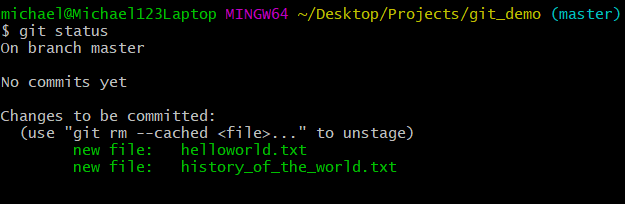 michael@Michael123Laptop MINGW64 ~/Desktop/Projects/git_demo (master)
$ git status
On branch master
No commits yet
Changes to be committed:
  (use "git rm --cached <file>..." to unstage)
        new file:   helloworld.txt
        new file:   history_of_the_world.txt